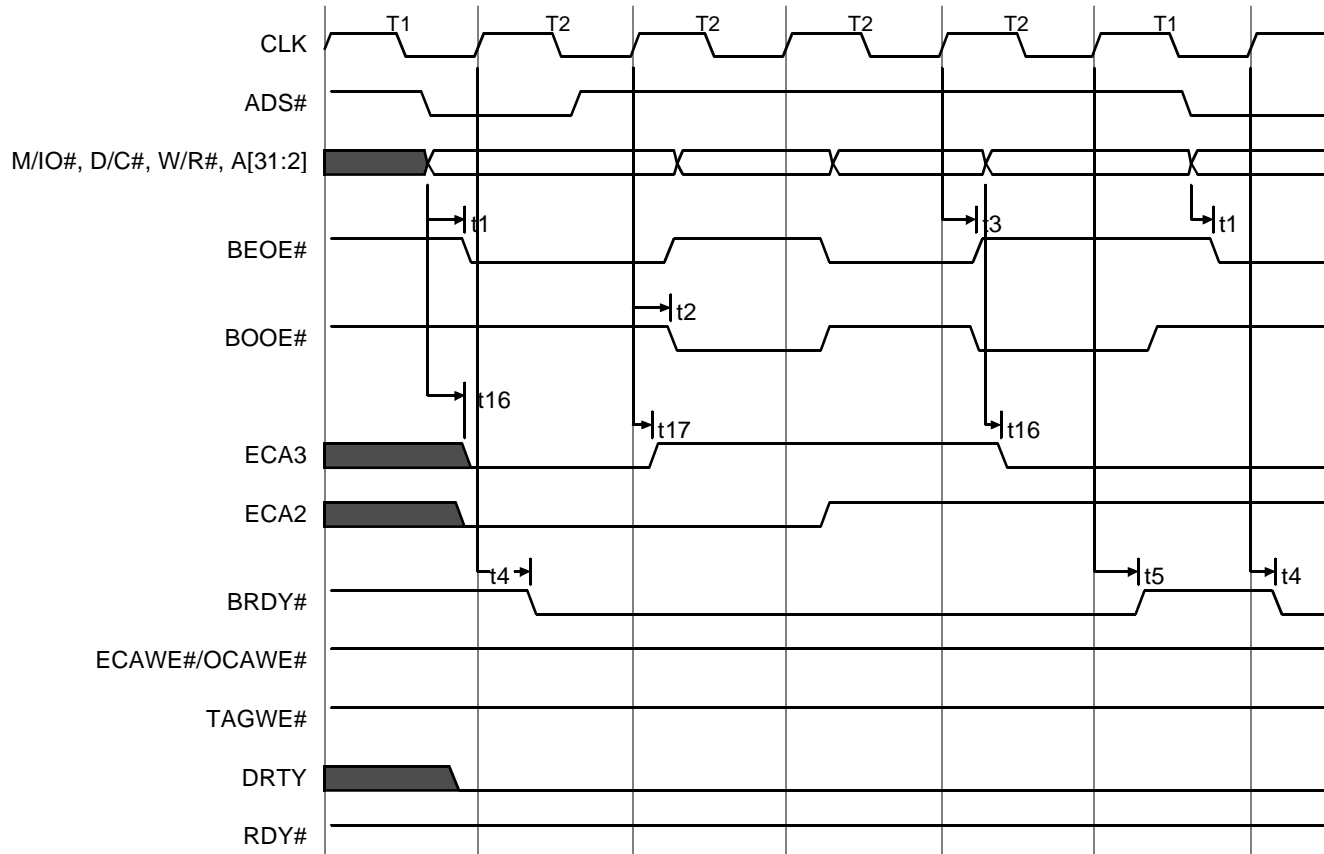 T1 T2 T2 T2 T2 T1
CLK
ADS#
M/IO#, D/C#, W/R#, A[31:2]
t1 t3 t1
BEOE#
t2
BOOE#
t16
t17 t16
ECA3
ECA2
t4 t5 t4
BRDY#
ECAWE#/OCAWE#
TAGWE#
DRTY
RDY#